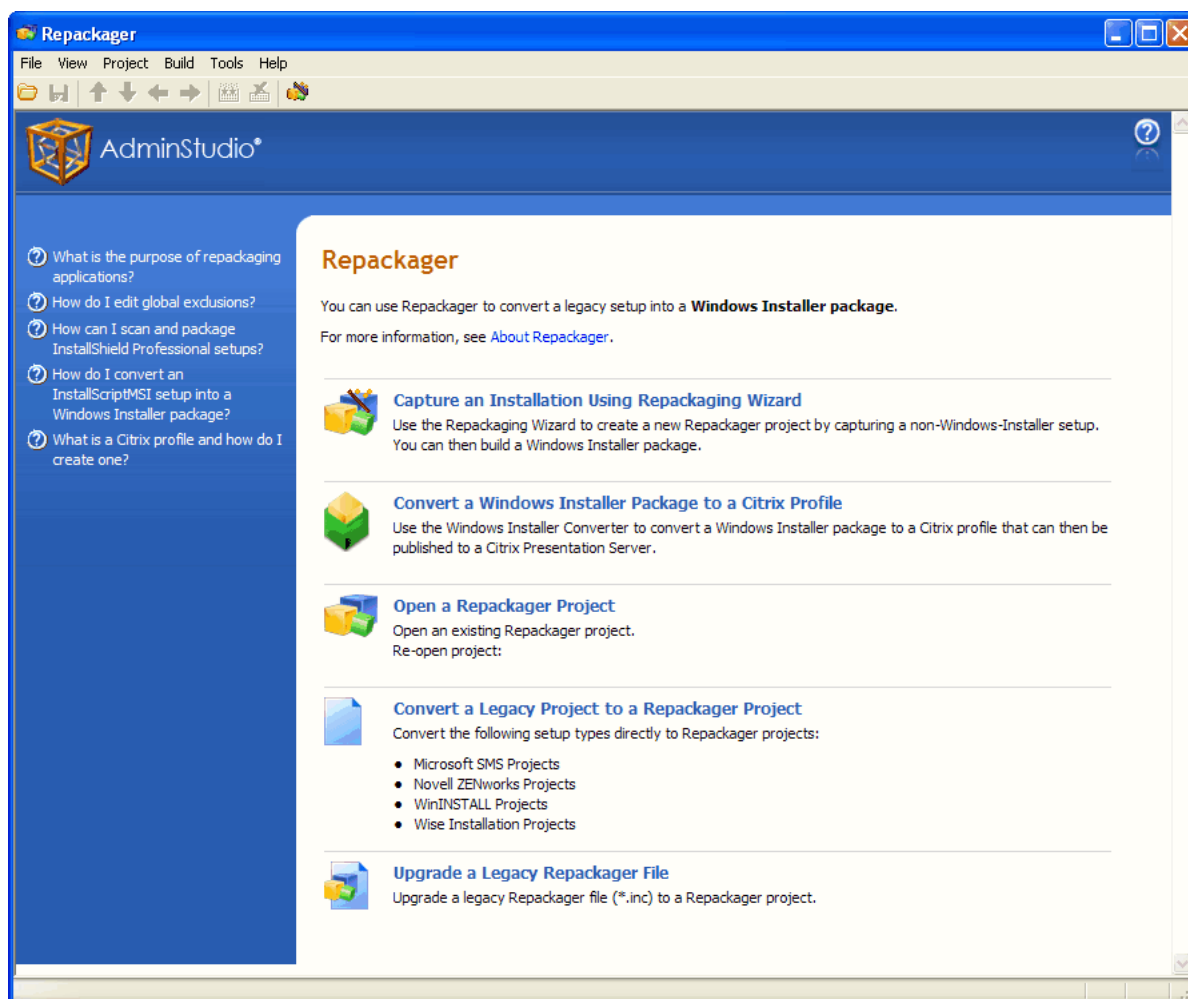 Repackager
File View Project Build Tools Help
AdminStudio®
What is the purpose of repackaging
applications?
How do I edit global exclusions?
How can I scan and package
InstallShield Professional setups?
How do I convert an
InstallScriptMSI setup into a
Windows Installer package?
What is a Citrix profile and how do I
create one?
Repackager
You can use Repackager to convert a legacy setup into a Windows Installer package.
For more information, see About Repackager.
Capture an Installation Using Repackaging Wizard
Use the Repackaging Wizard to create a new Repackager project by capturing a non-Windows-Installer setup.
You can then build a Windows Installer package.
Convert a Windows Installer Package to a Citrix Profile
Use the Windows Installer Converter to convert a Windows Installer package to a Citrix profile that can then be
published to a Citrix Presentation Server.
Open a Repackager Project
Open an existing Repackager project.
Re-open project:
Convert a Legacy Project to a Repackager Project
Convert the following setup types directly to Repackager projects:
• Microsoft SMS Projects
• Novell ZENworks Projects
• WinINSTALL Projects
• Wise Installation Projects
Upgrade a Legacy Repackager File
Upgrade a legacy Repackager file (*.inc) to a Repackager project.